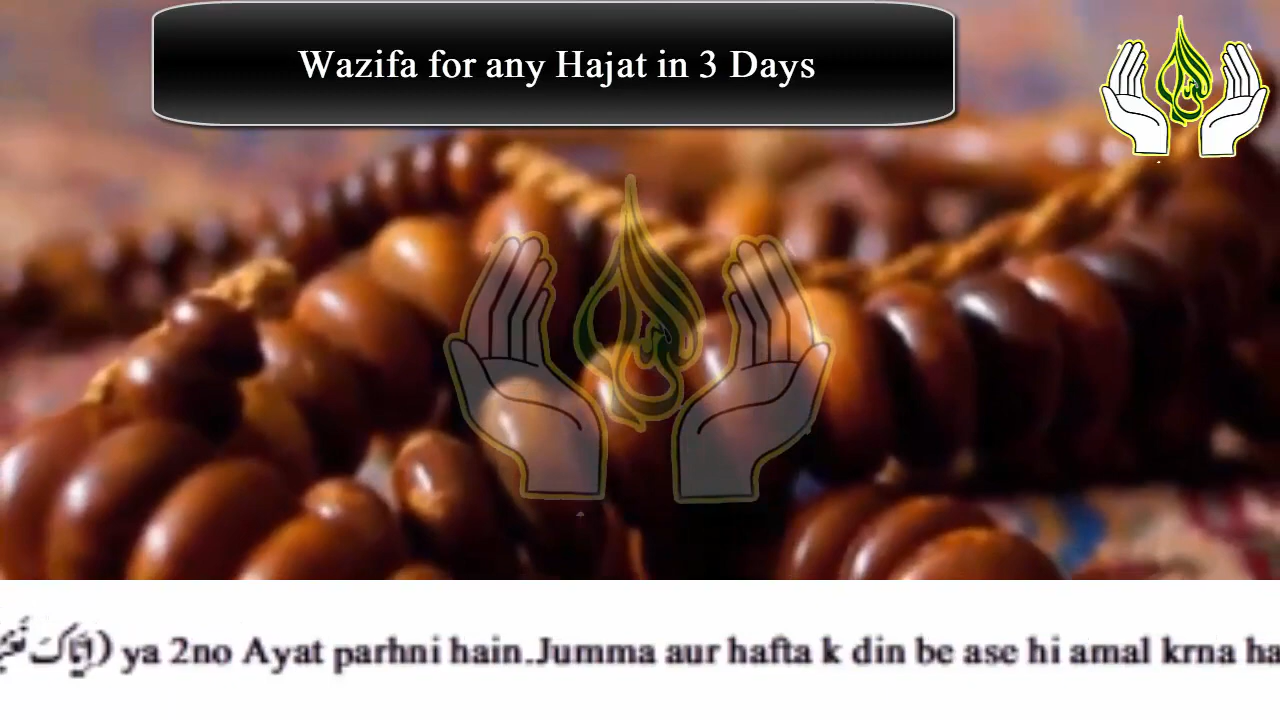 Wazifa for any Hajat in 3 Days
(اِیَّاکَ ya 2no Ayat parhni hain.Jumma aur hafta k din be ase hi amal krna ha